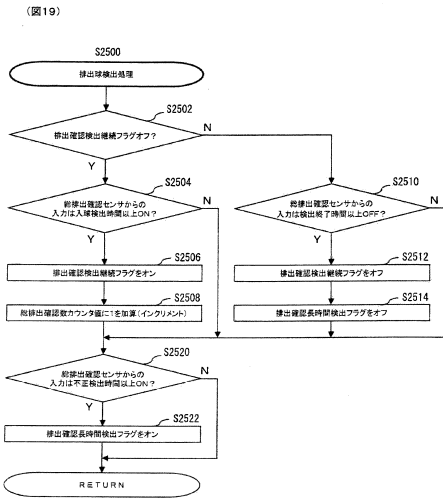 (図19)
S2500
排出球検出処理
S2502
排出確認検出継続フラグオフ？
N
Y
S2504
総排出確認センサからの
入力は入球検出時間以上ON？
N
Y
S2510
総排出確認センサからの
入力は検出終了時間以上OFF？
N
Y
S2506
排出確認検出継続フラグをオン
S2512
排出確認検出継続フラグをオフ
S2508
総排出確認数カウンタ値に1を加算(インクリメント)
S2514
排出確認長時間検出フラグをオフ
S2520
総排出確認センサからの
入力は不正検出時間以上ON？
N
Y
S2522
排出確認長時間検出フラグをオン
RETURN